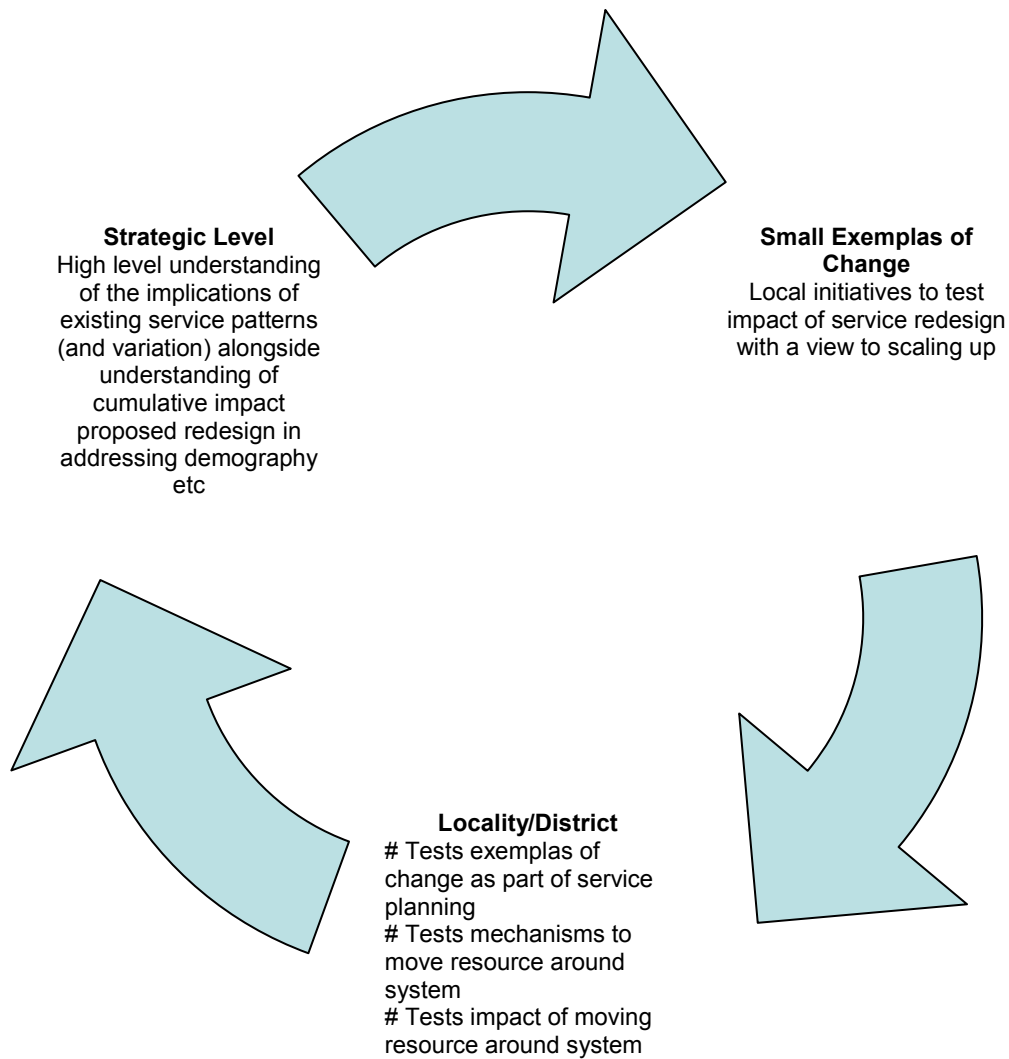 Strategic Level
High level understanding
of the implications of
existing service patterns
(and variation) alongside
understanding of
cumulative impact
proposed redesign in
addressing demography
etc
Small Exemplas of
Change
Local initiatives to test
impact of service redesign
with a view to scaling up
Locality/District
# Tests exemplas of
change as part of service
planning
# Tests mechanisms to
move resource around
system
# Tests impact of moving
resource around system